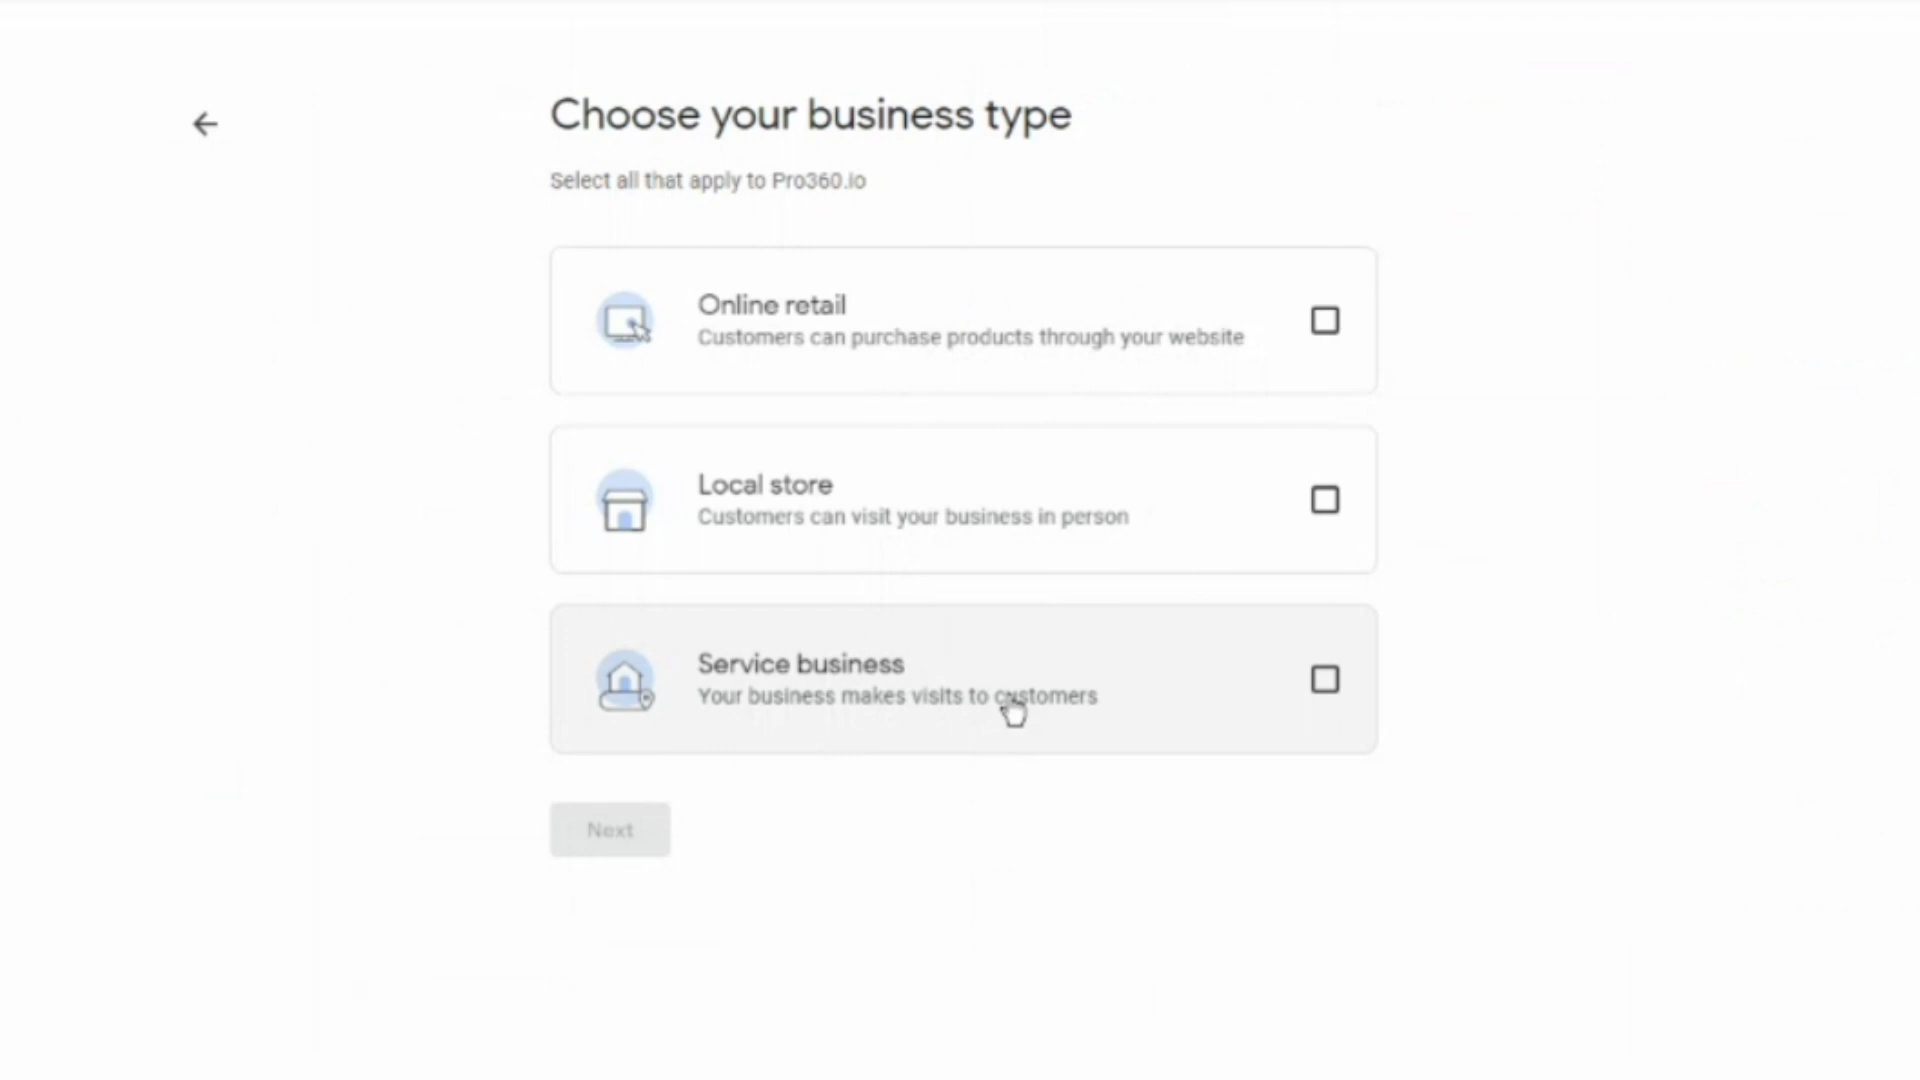 Choose your business type
Select all that apply to Pro360.io
Online retail
Customers can purchase products through your website
Local store
Customers can visit your business in person
Service business
Your business makes visits to customers
Next